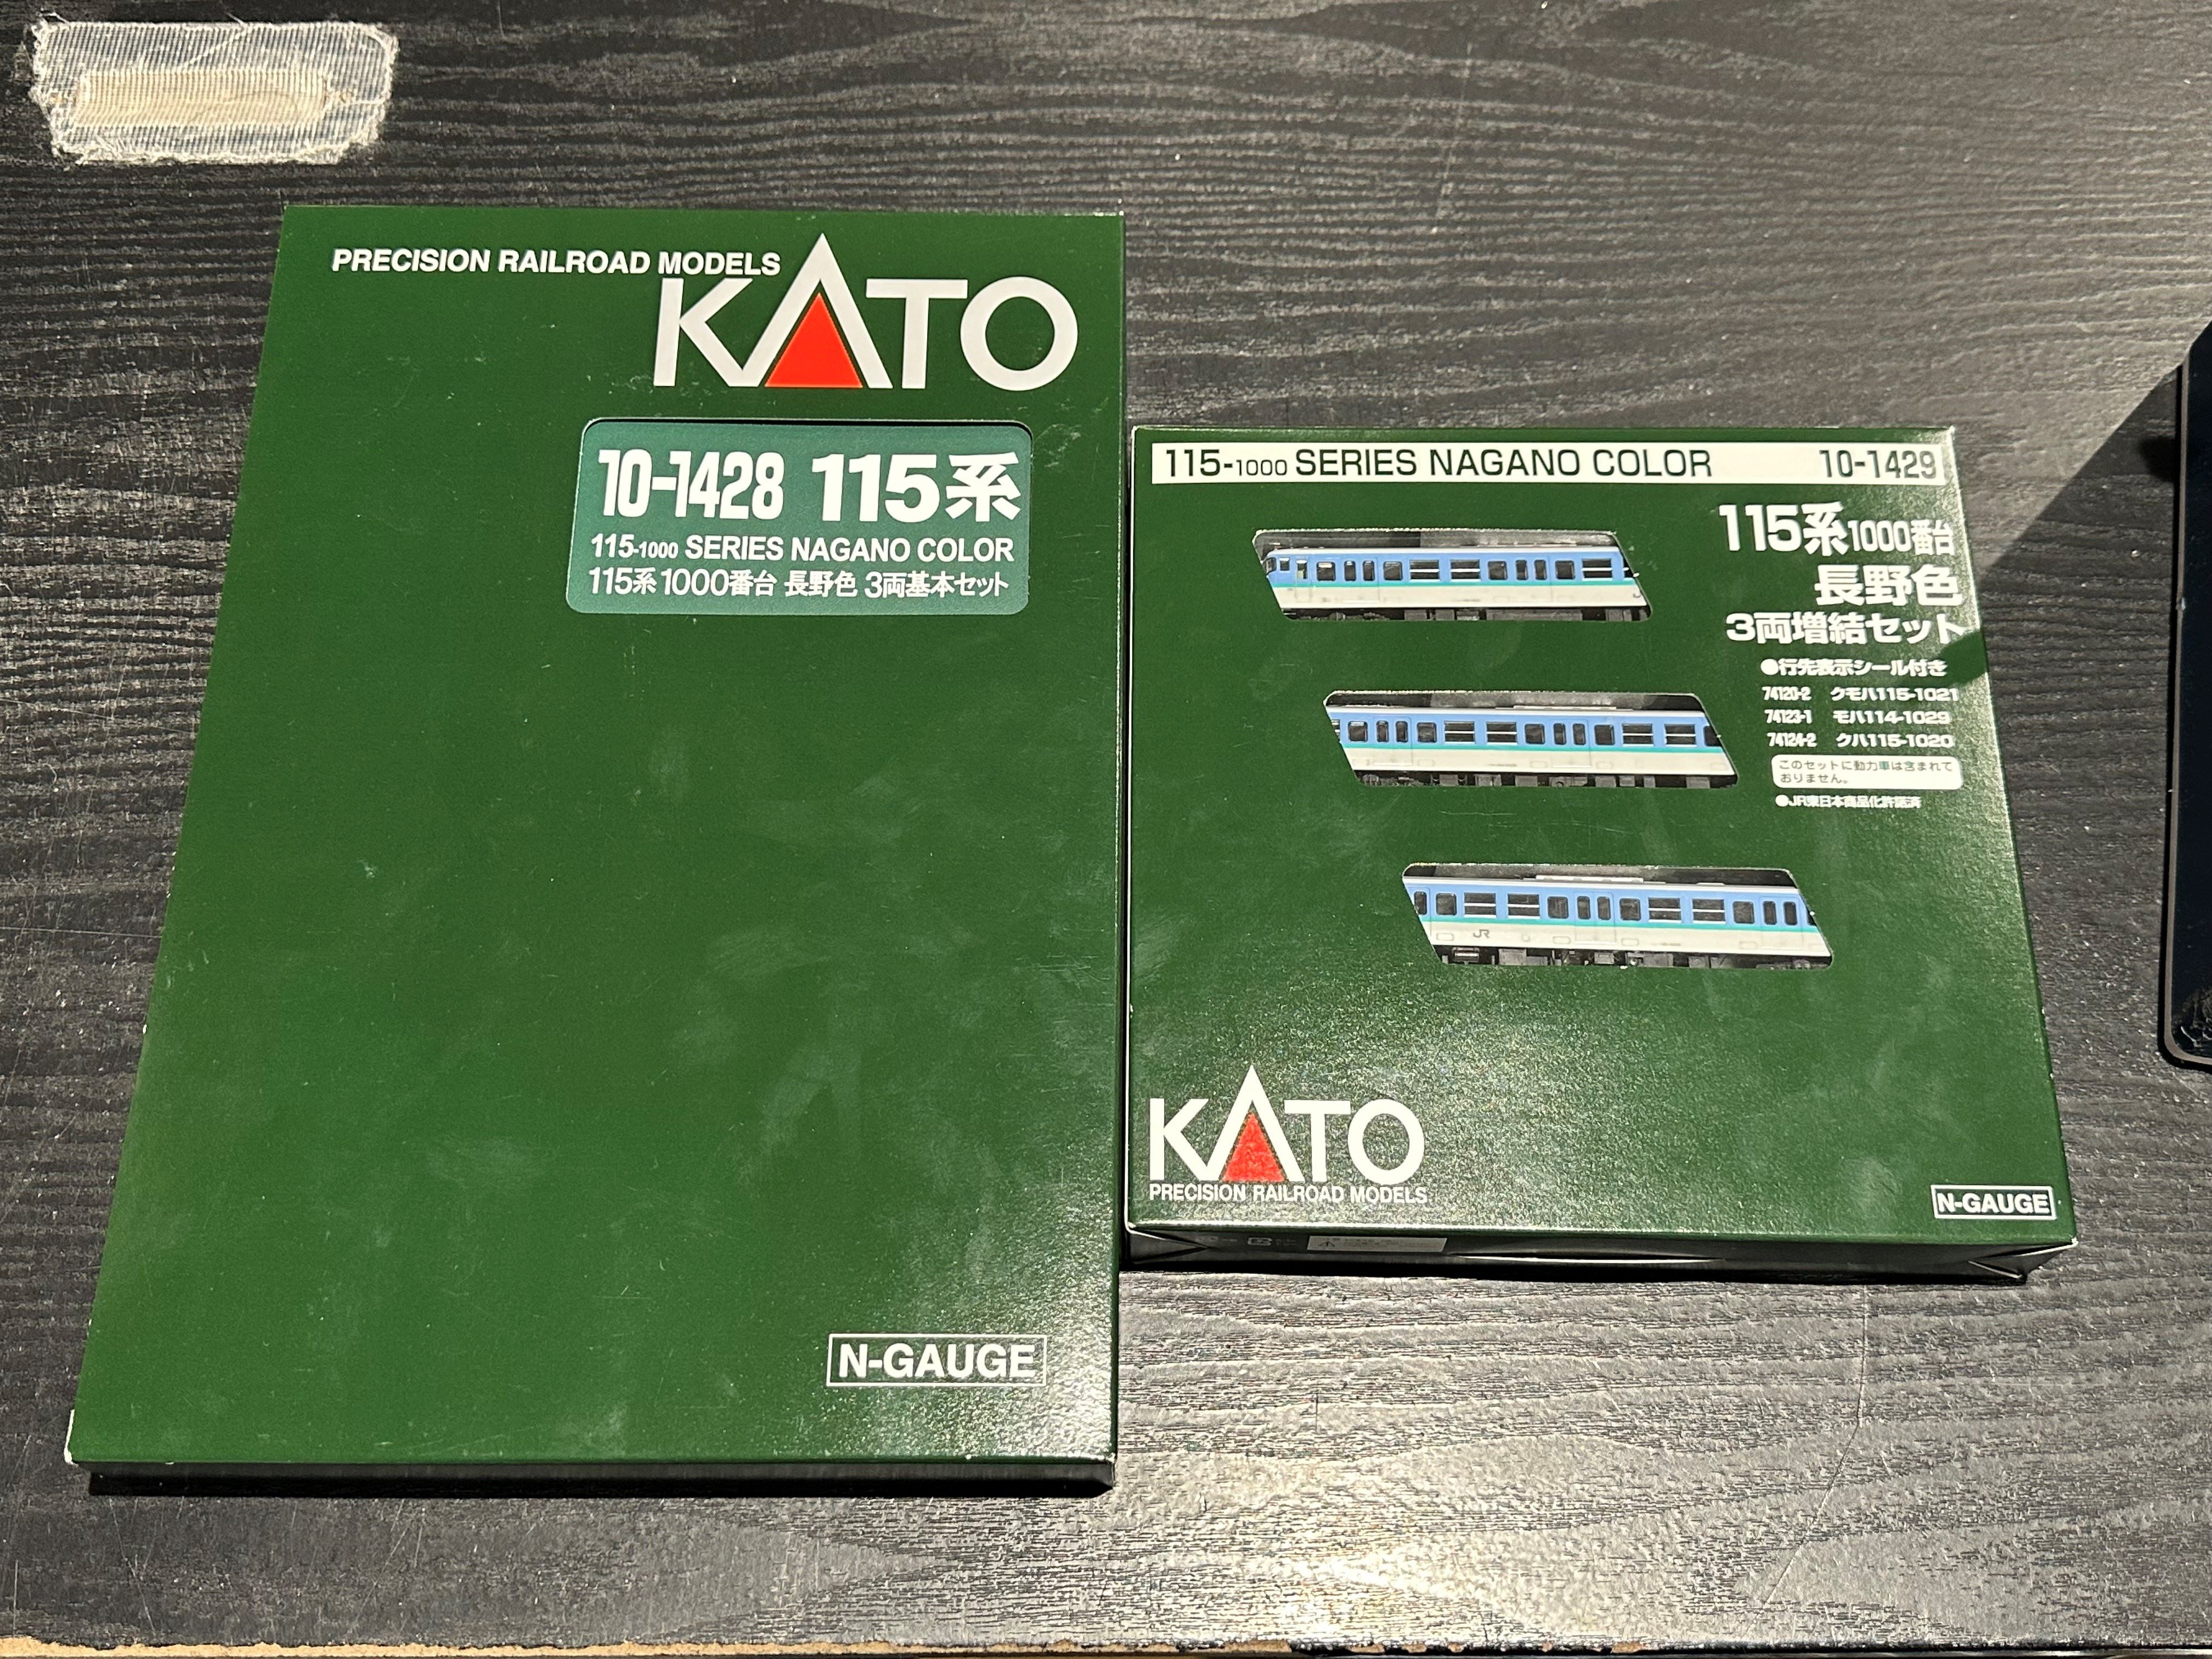 PRECISION RAILROAD MODELS
KATO
10-1428 115系
115-1000 SERIES NAGANO COLOR
115系 1000番台 長野色 3両基本セット
N-GAUGE
115-1000 SERIES NAGANO COLOR 10-1429
115系1000番台
長野色
3両増結セット
●行先表示シール付き
74120-2 クモハ115-1021
74123-1 モハ114-1029
74124-2 クハ115-1020
このセットに動力車は含まれて
おりません。
●JR東日本商品化許諾済
JR
KATO
PRECISION RAILROAD MODELS
N-GAUGE